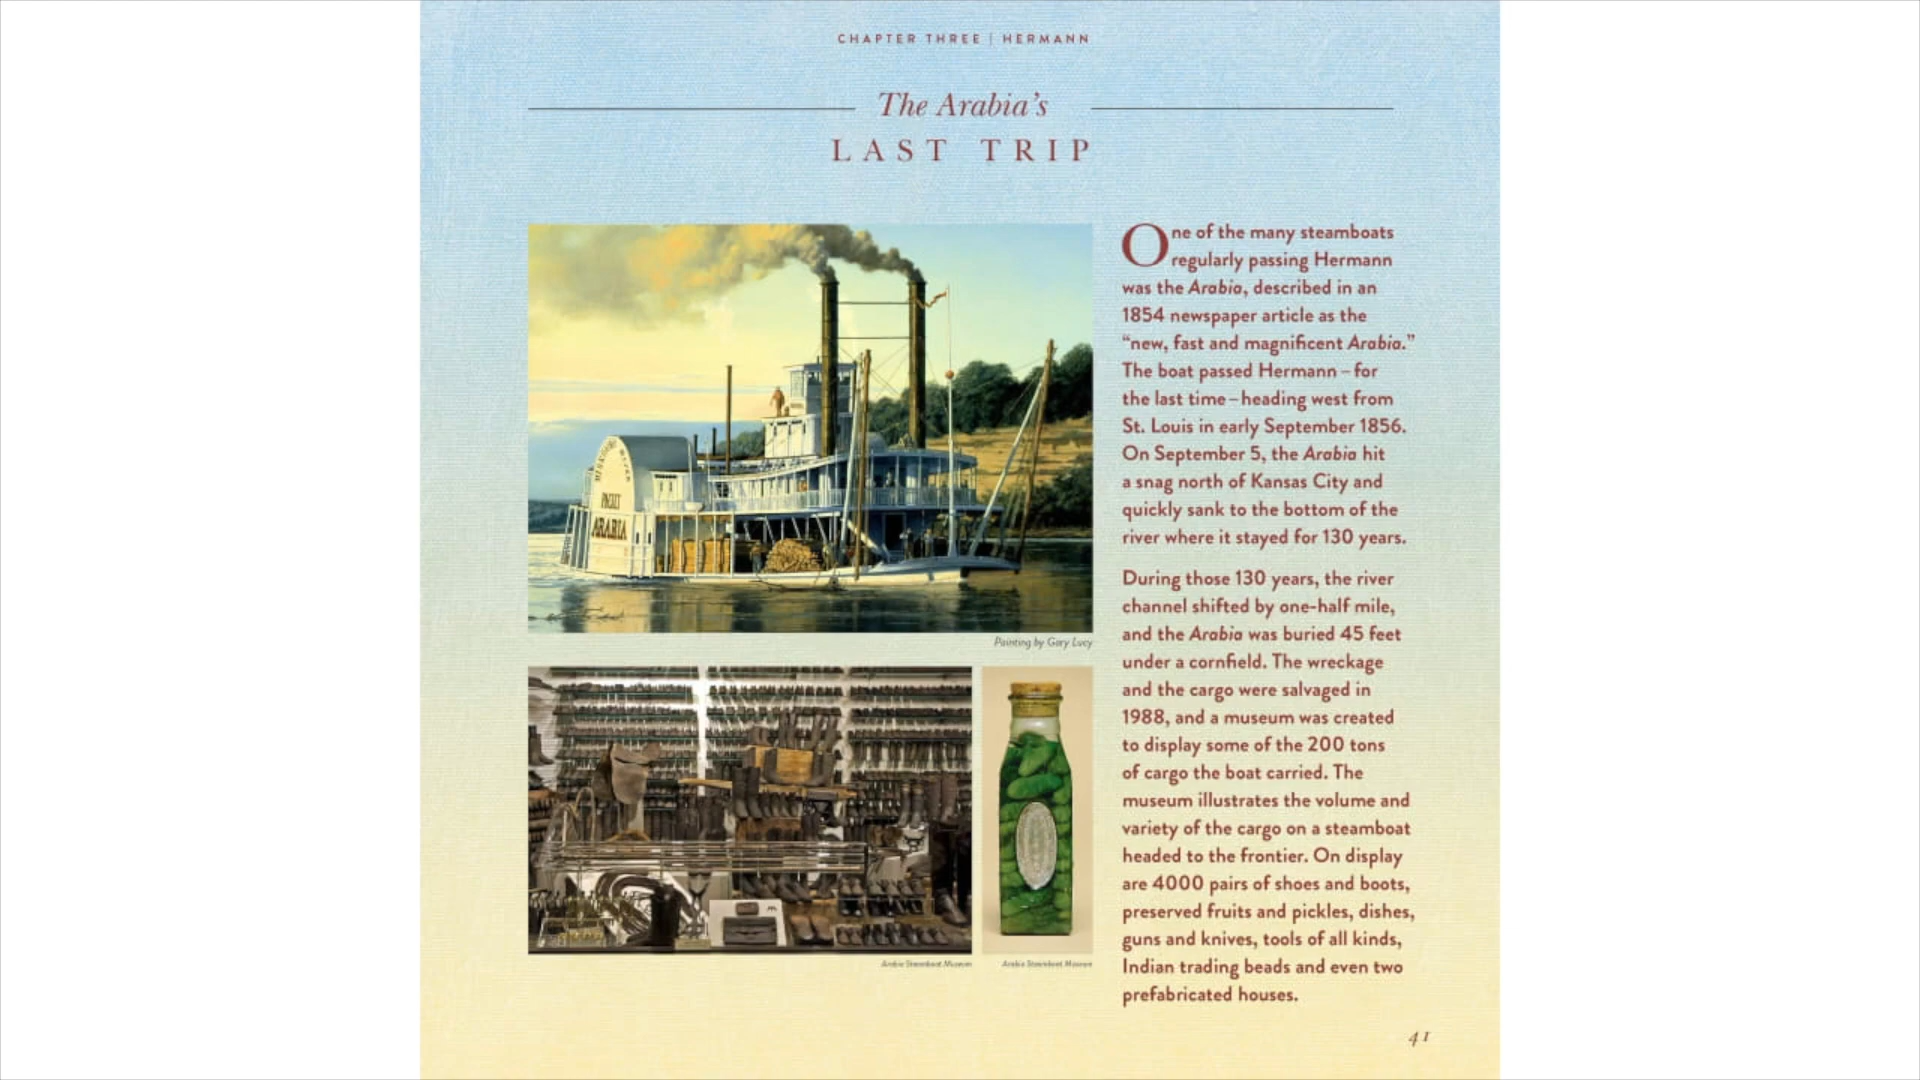 CHAPTER THREE | HERMANN
The Arabia's
LAST TRIP
One of the many steamboats
regularly passing Hermann
was the Arabia, described in an
1854 newspaper article as the
“new, fast and magnificent Arabia.”
The boat passed Hermann – for
the last time – heading west from
St. Louis in early September 1856.
On September 5, the Arabia hit
a snag north of Kansas City and
quickly sank to the bottom of the
river where it stayed for 130 years.
During those 130 years, the river
channel shifted by one-half mile,
and the Arabia was buried 45 feet
under a cornfield. The wreckage
and the cargo were salvaged in
1988, and a museum was created
to display some of the 200 tons
of cargo the boat carried. The
museum illustrates the volume and
variety of the cargo on a steamboat
headed to the frontier. On display
are 4000 pairs of shoes and boots,
preserved fruits and pickles, dishes,
guns and knives, tools of all kinds,
Indian trading beads and even two
prefabricated houses.
PACKET
ARABIA
Painting by Gary Lucy
Arabia Steamboat Museum
Arabia Steamboat Museum
41